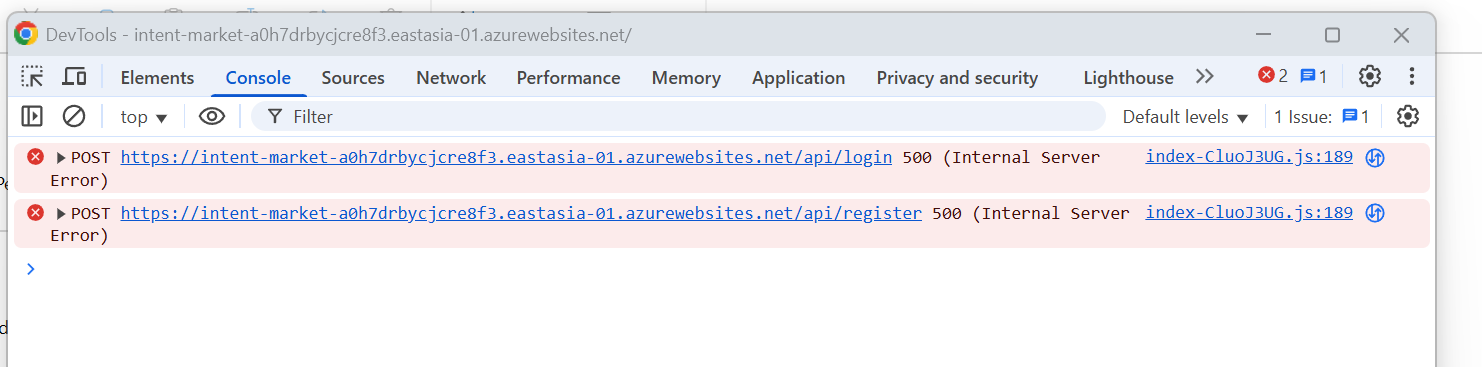 DevTools - intent-market-a0h7drbycjcre8f3.eastasia-01.azurewebsites.net/
Elements Console Sources Network Performance Memory Application Privacy and security Lighthouse 2 1
top Filter Default levels 1 Issue: 1
POST https://intent-market-a0h7drbycjcre8f3.eastasia-01.azurewebsites.net/api/login 500 (Internal Server index-CluoJ3UG.js:189
Error)
POST https://intent-market-a0h7drbycjcre8f3.eastasia-01.azurewebsites.net/api/register 500 (Internal Server index-CluoJ3UG.js:189
Error)